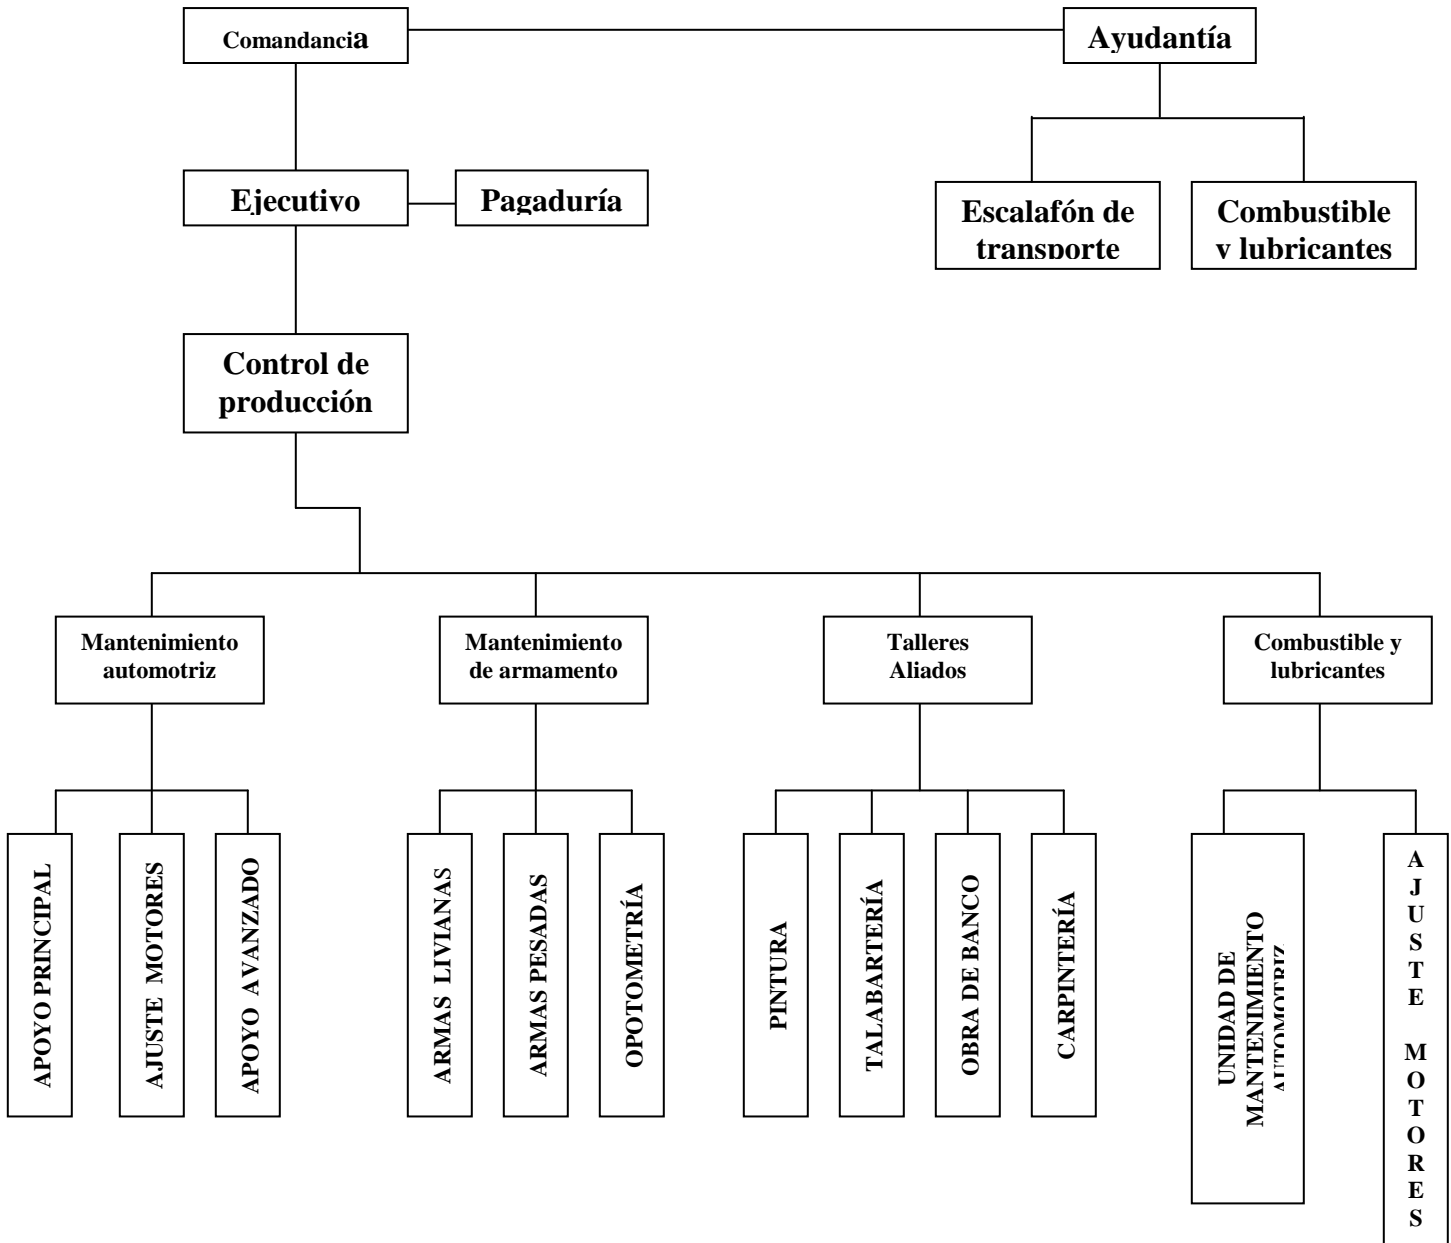 Comandancia
Ayudantía
Ejecutivo
Pagaduría
Escalafón de
transporte
Combustible
y lubricantes
Control de
producción
Mantenimiento
automotriz
Mantenimiento
de armamento
Talleres
Aliados
Combustible y
lubricantes
APOYO PRINCIPAL
AJUSTE MOTORES
APOYO AVANZADO
ARMAS LIVIANAS
ARMAS PESADAS
OPOTOMETRÍA
PINTURA
TALABARTERÍA
OBRA DE BANCO
CARPINTERÍA
UNIDAD DE
MANTENIMIENTO
AUTOMOTRIZ
A
J
U
S
T
E
M
O
T
O
R
E
S